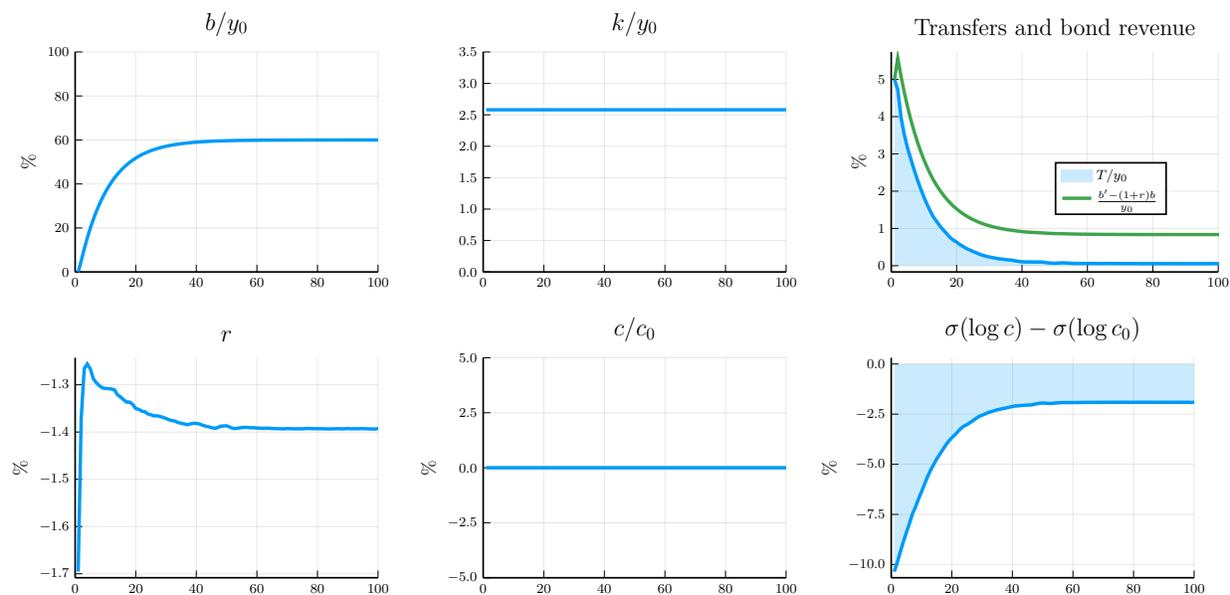 b/y₀
%
100
80
60
40
20
0
0 20 40 60 80 100
k/y₀
3.5
3.0
2.5
2.0
1.5
1.0
0.5
0.0
0 20 40 60 80 100
Transfers and bond revenue
%
5
4
3
2
1
0
0 20 40 60 80 100
T/y₀
b′−(1+r)b
y₀
r
%
−1.3
−1.4
−1.5
−1.6
−1.7
0 20 40 60 80 100
c/c₀
%
5.0
2.5
0.0
−2.5
−5.0
0 20 40 60 80 100
σ(log c) − σ(log c₀)
%
0.0
−2.5
−5.0
−7.5
−10.0
0 20 40 60 80 100